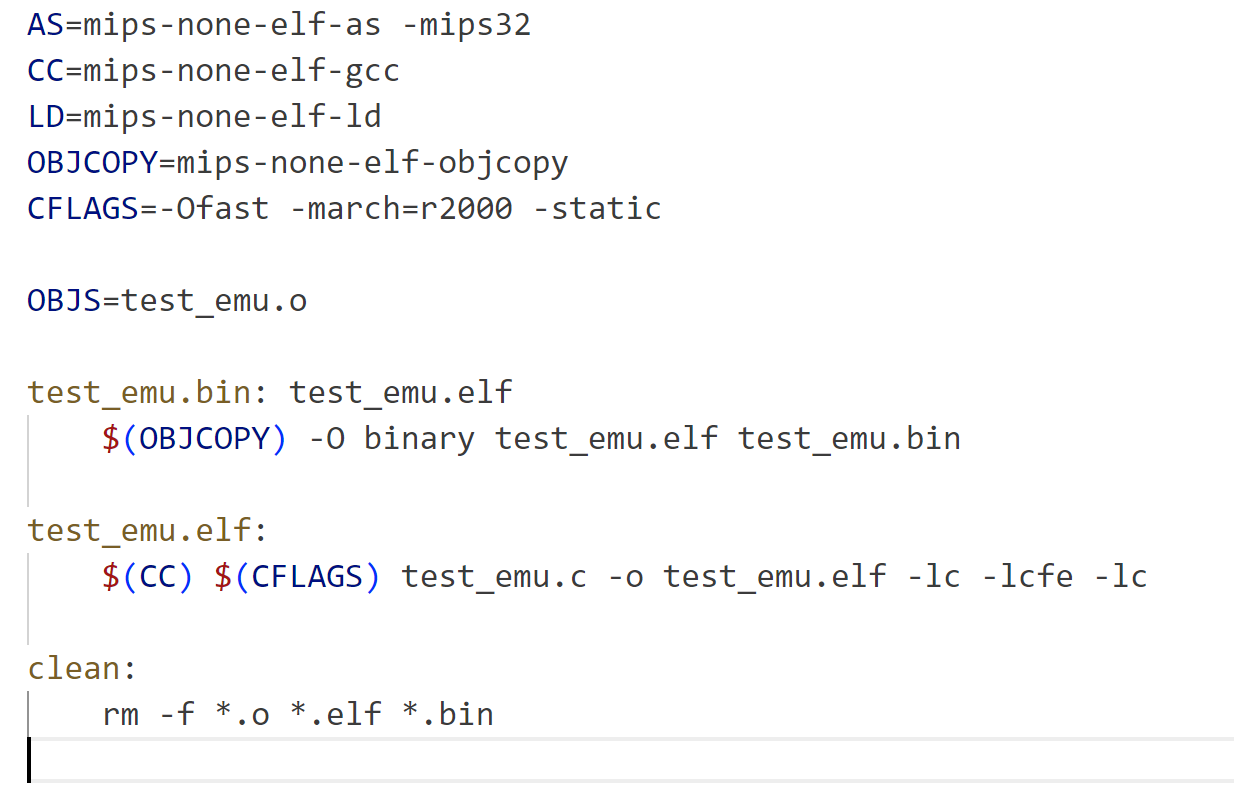 AS=mips-none-elf-as -mips32
CC=mips-none-elf-gcc
LD=mips-none-elf-ld
OBJCOPY=mips-none-elf-objcopy
CFLAGS=-Ofast -march=r2000 -static
OBJS=test_emu.o
test_emu.bin: test_emu.elf
$(OBJCOPY) -O binary test_emu.elf test_emu.bin
test_emu.elf:
$(CC) $(CFLAGS) test_emu.c -o test_emu.elf -lc -lcfe -lc
clean:
rm -f *.o *.elf *.bin